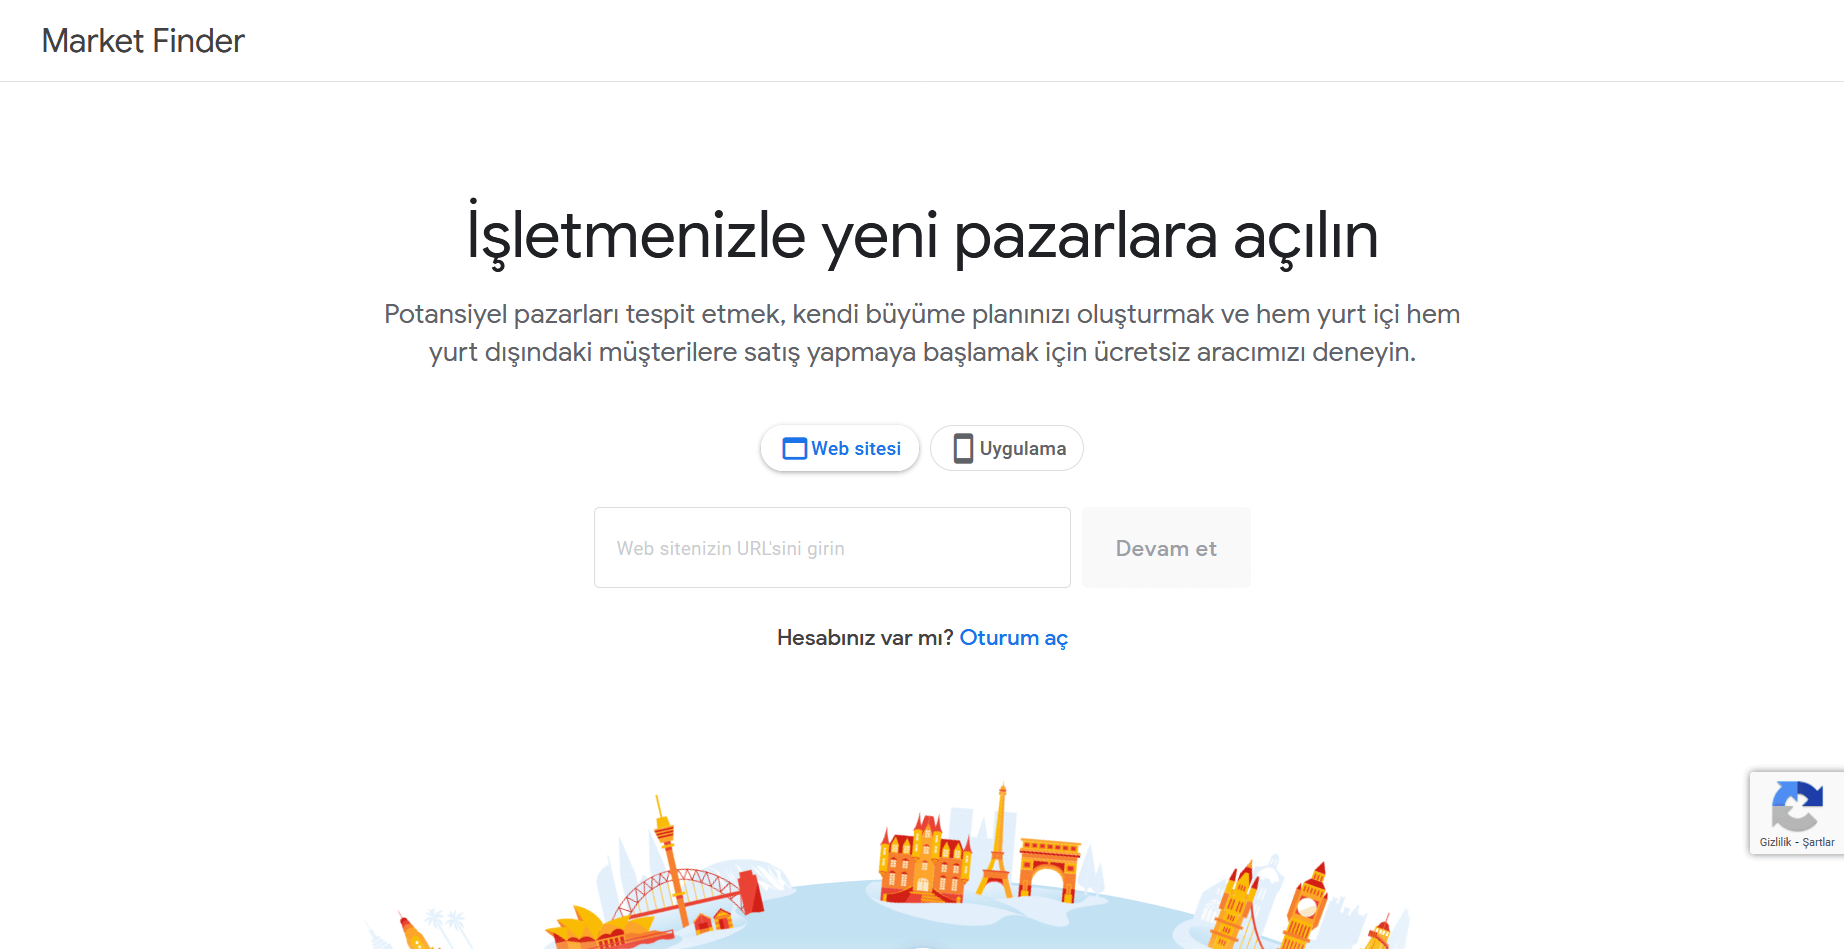 Market Finder
İşletmenizle yeni pazarlara açılın
Potansiyel pazarları tespit etmek, kendi büyüme planınızı oluşturmak ve hem yurt içi hem
yurt dışındaki müşterilere satış yapmaya başlamak için ücretsiz aracımızı deneyin.
Web sitesi
Uygulama
Web sitenizin URL'sini girin
Devam et
Hesabınız var mı? Oturum aç
Gizlilik - Şartlar